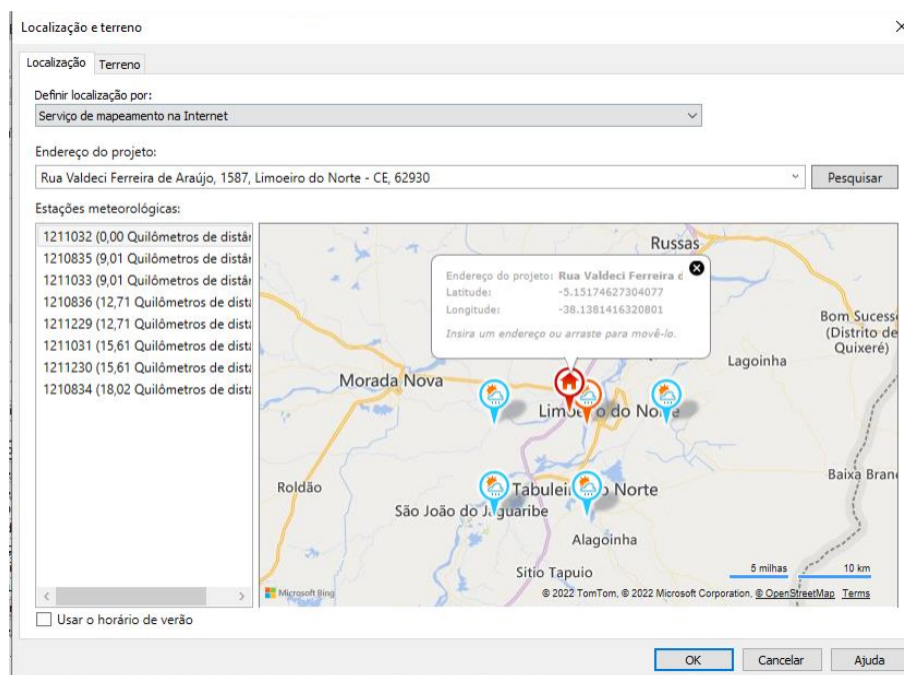 Localização e terreno
Localização
Terreno
Definir localização por:
Serviço de mapeamento na Internet
Endereço do projeto:
Rua Valdeci Ferreira de Araújo, 1587, Limoeiro do Norte - CE, 62930
Pesquisar
Estações meteorológicas:
1211032 (0,00 Quilômetros de distân
1210835 (9,01 Quilômetros de distân
1211033 (9,01 Quilômetros de distân
1210836 (12,71 Quilômetros de distâ
1211229 (12,71 Quilômetros de distâ
1211031 (15,61 Quilômetros de distâ
1211230 (15,61 Quilômetros de distâ
1210834 (18,02 Quilômetros de distâ
Russas
Endereço do projeto: Rua Valdeci Ferreira d
Latitude: -5.15174627304077
Longitude: -38.1381416320801
Insira um endereço ou arraste para movê-lo.
Bom Sucess
(Distrito de
Quixeré)
Lagoinha
Morada Nova
Limoeiro do Norte
Roldão
Tabuleiro do Norte
Baixa Bran
São João do Jaguaribe
Alagoinha
Sitio Tapuio
5 milhas 10 km
Microsoft Bing
© 2022 TomTom, © 2022 Microsoft Corporation, © OpenStreetMap Terms
Usar o horário de verão
OK Cancelar Ajuda